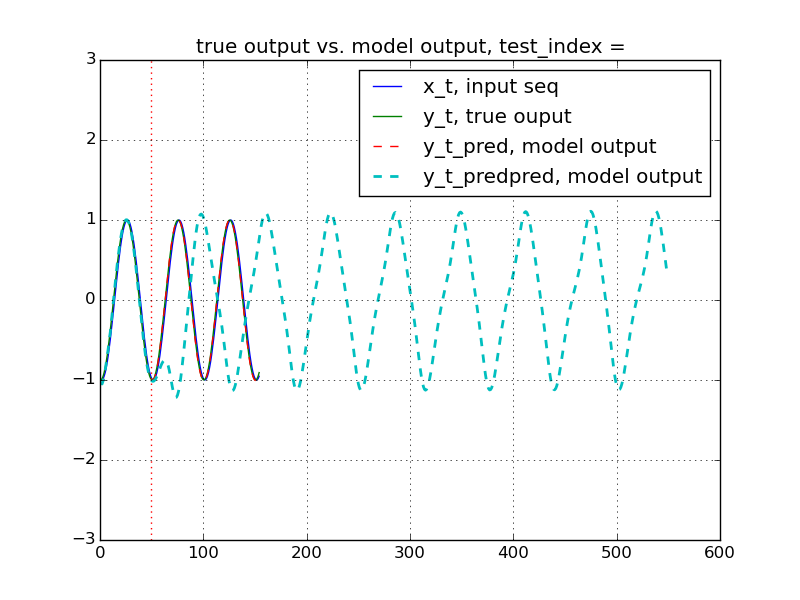 true output vs. model output, test_index =
x_t, input seq
y_t, true ouput
y_t_pred, model output
y_t_predpred, model output
3
2
1
0
−1
−2
−3
0 100 200 300 400 500 600